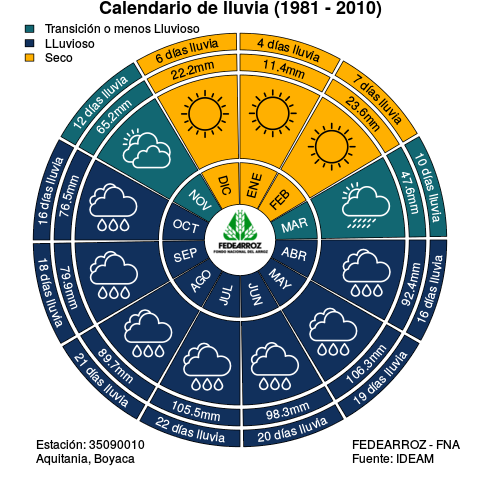 Calendario de lluvia (1981 - 2010)
Transición o menos Lluvioso
LLuvioso
Seco
4 días lluvia
11.4mm
ENE
7 días lluvia
23.6mm
FEB
10 días lluvia
47.6mm
MAR
16 días lluvia
92.4mm
ABR
19 días lluvia
106.3mm
MAY
20 días lluvia
98.3mm
JUN
22 días lluvia
105.5mm
JUL
21 días lluvia
89.7mm
AGO
18 días lluvia
79.9mm
SEP
16 días lluvia
76.5mm
OCT
12 días lluvia
65.2mm
NOV
6 días lluvia
22.2mm
DIC
FEDEARROZ
FONDO NACIONAL DEL ARROZ
Estación: 35090010
Aquitania, Boyaca
FEDEARROZ - FNA
Fuente: IDEAM